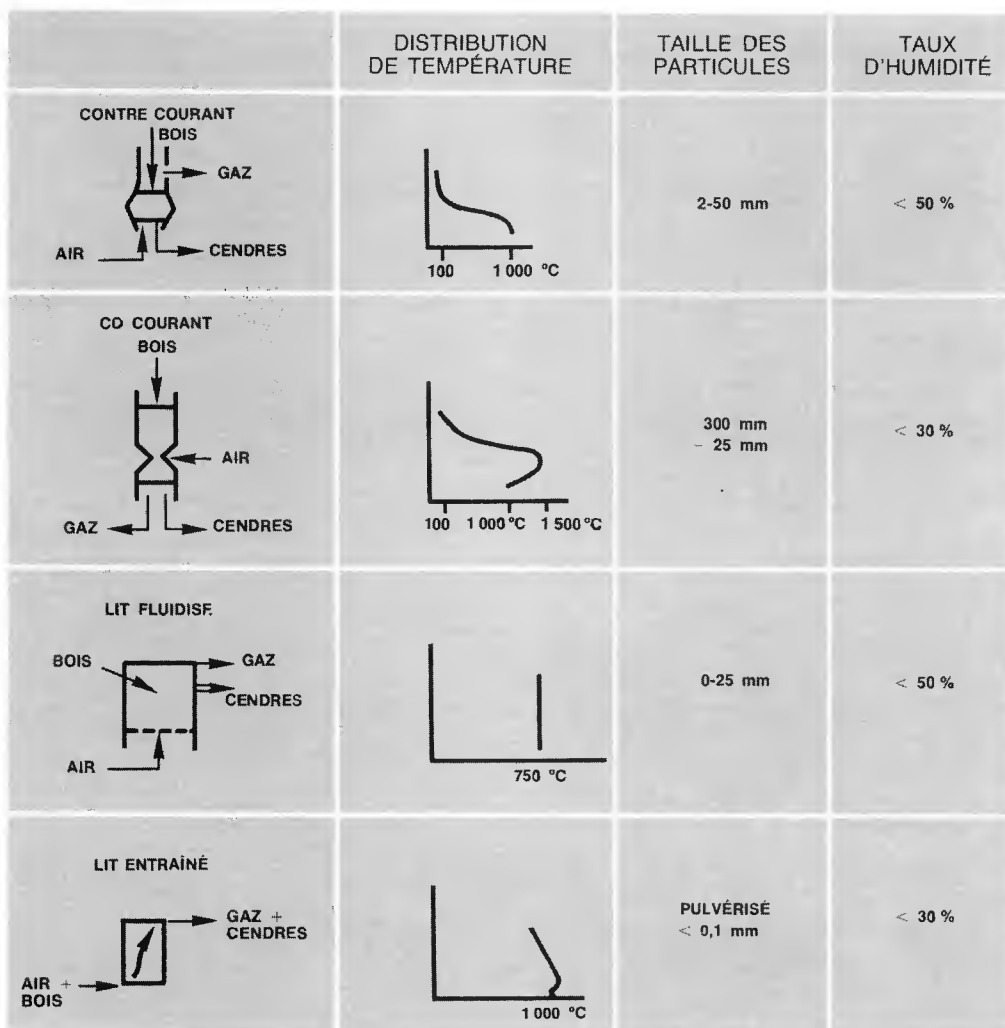 DISTRIBUTION
DE TEMPÉRATURE
TAILLE DES
PARTICULES
TAUX
D'HUMIDITÉ
CONTRE COURANT
BOIS
GAZ
AIR
CENDRES
100 1 000 °C
2-50 mm
< 50 %
CO COURANT
BOIS
AIR
GAZ
CENDRES
100 1 000 °C 1 500 °C
300 mm
- 25 mm
< 30 %
LIT FLUIDISE
BOIS
GAZ
CENDRES
AIR
750 °C
0-25 mm
< 50 %
LIT ENTRAÎNÉ
GAZ +
CENDRES
AIR +
BOIS
1 000 °C
PULVÉRISÉ
< 0,1 mm
< 30 %